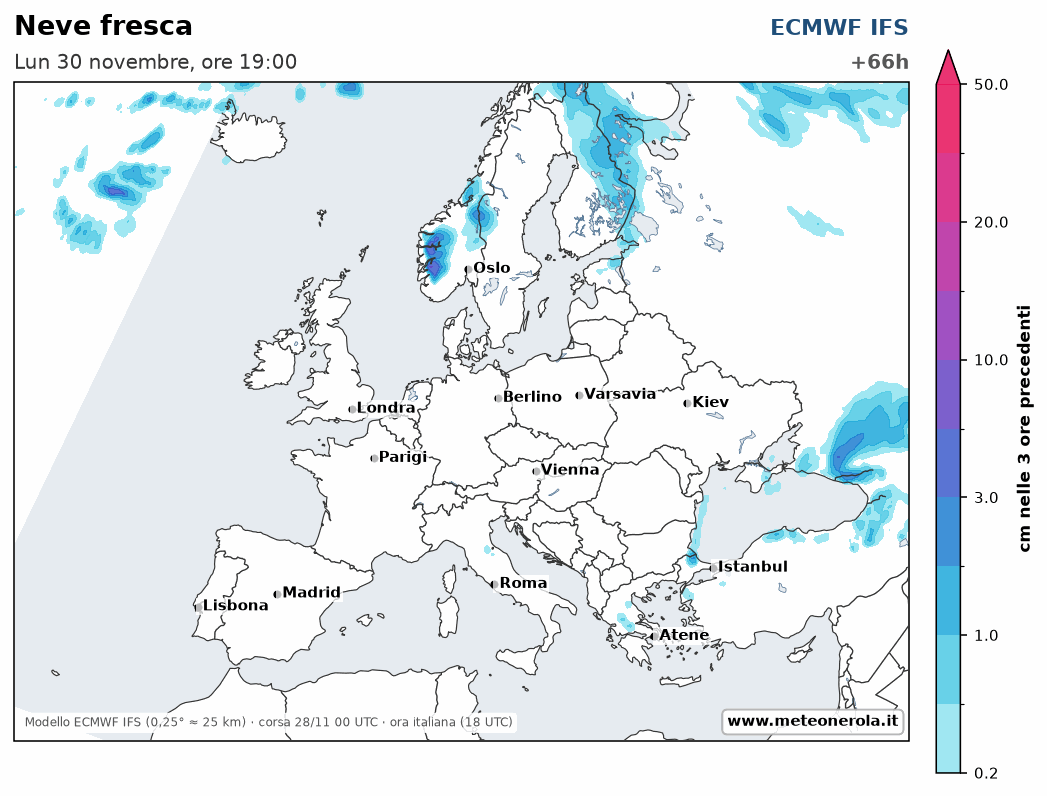 Neve fresca
ECMWF IFS
Lun 30 novembre, ore 19:00
+66h
50.0
20.0
10.0
3.0
1.0
0.2
cm nelle 3 ore precedenti
Oslo
Berlino
Varsavia
Kiev
Londra
Parigi
Vienna
Istanbul
Roma
Madrid
Lisbona
Atene
Modello ECMWF IFS (0,25° ≈ 25 km) · corsa 28/11 00 UTC · ora italiana (18 UTC)
www.meteonerola.it